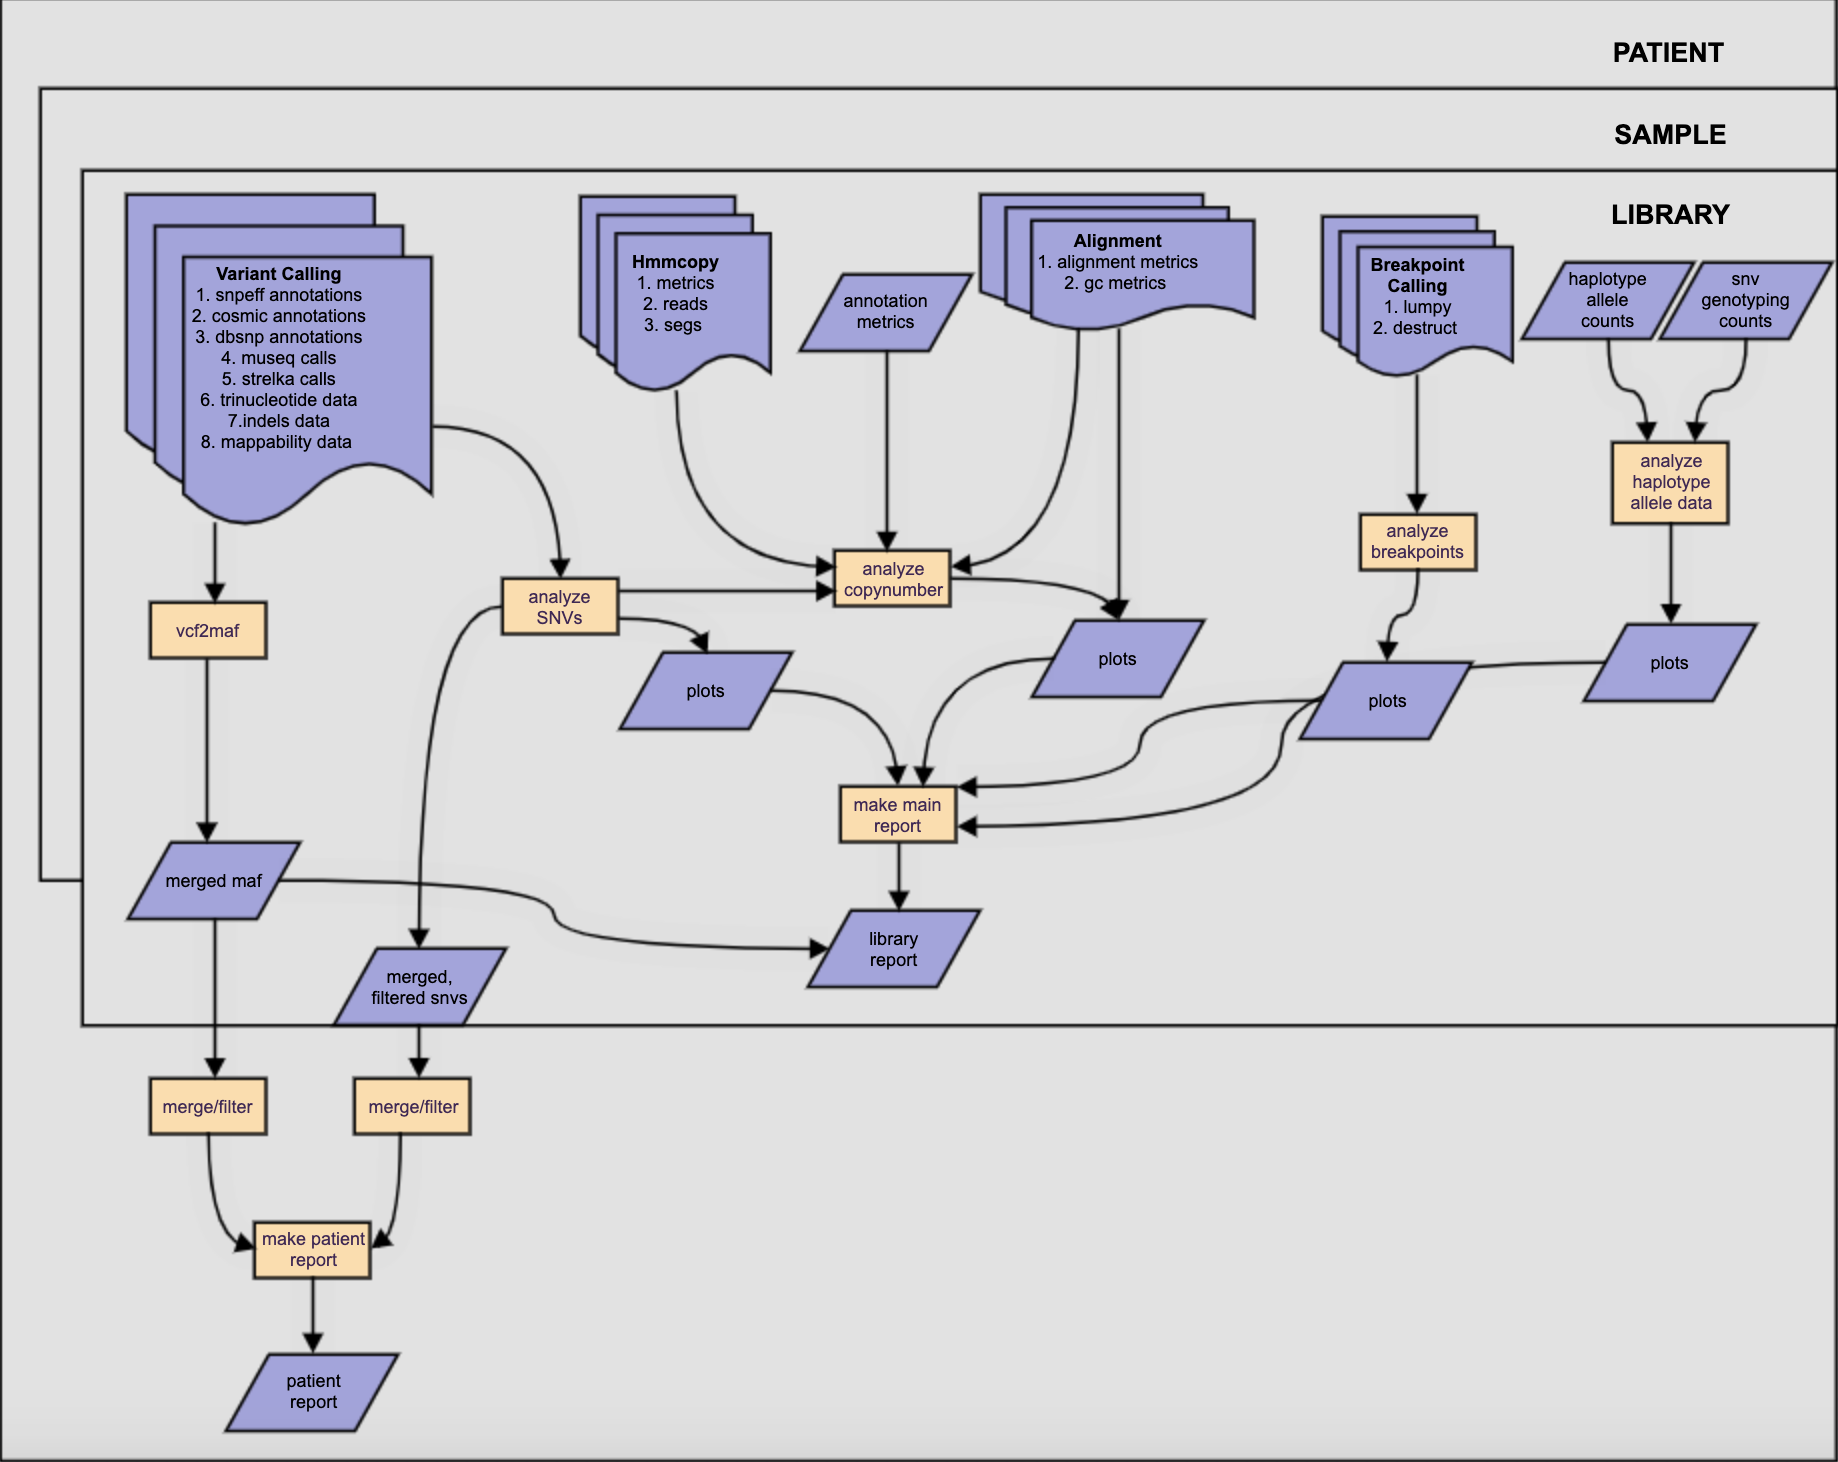 PATIENT
SAMPLE
LIBRARY
Variant Calling
1. snpeff annotations
2. cosmic annotations
3. dbsnp annotations
4. museq calls
5. strelka calls
6. trinucleotide data
7.indels data
8. mappability data
Hmmcopy
1. metrics
2. reads
3. segs
annotation
metrics
Alignment
1. alignment metrics
2. gc metrics
Breakpoint
Calling
1. lumpy
2. destruct
haplotype
allele
counts
snv
genotyping
counts
analyze
haplotype
allele data
analyze
breakpoints
analyze
copynumber
analyze
SNVs
vcf2maf
plots
plots
plots
plots
make main
report
merged maf
library
report
merged,
filtered snvs
merge/filter
merge/filter
make patient
report
patient
report